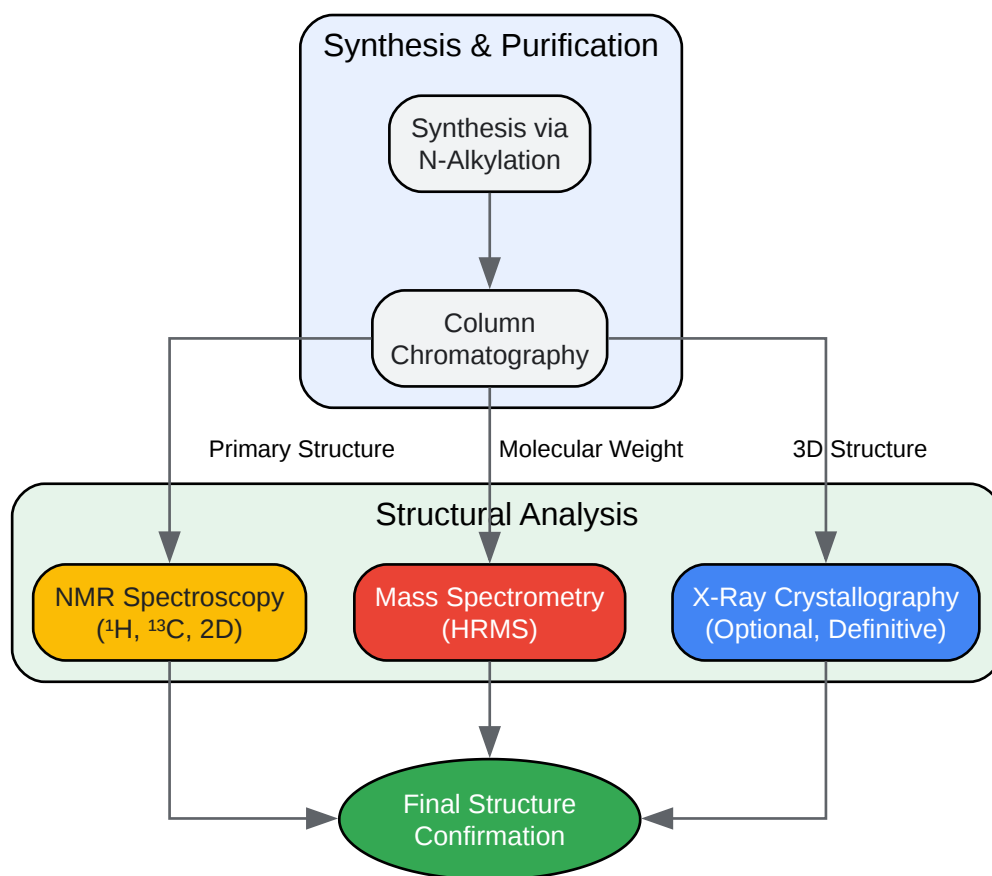 Synthesis & Purification
Synthesis via
N-Alkylation
Column
Chromatography
Primary Structure
Molecular Weight
3D Structure
Structural Analysis
NMR Spectroscopy
(¹H, ¹³C, 2D)
Mass Spectrometry
(HRMS)
X-Ray Crystallography
(Optional, Definitive)
Final Structure
Confirmation